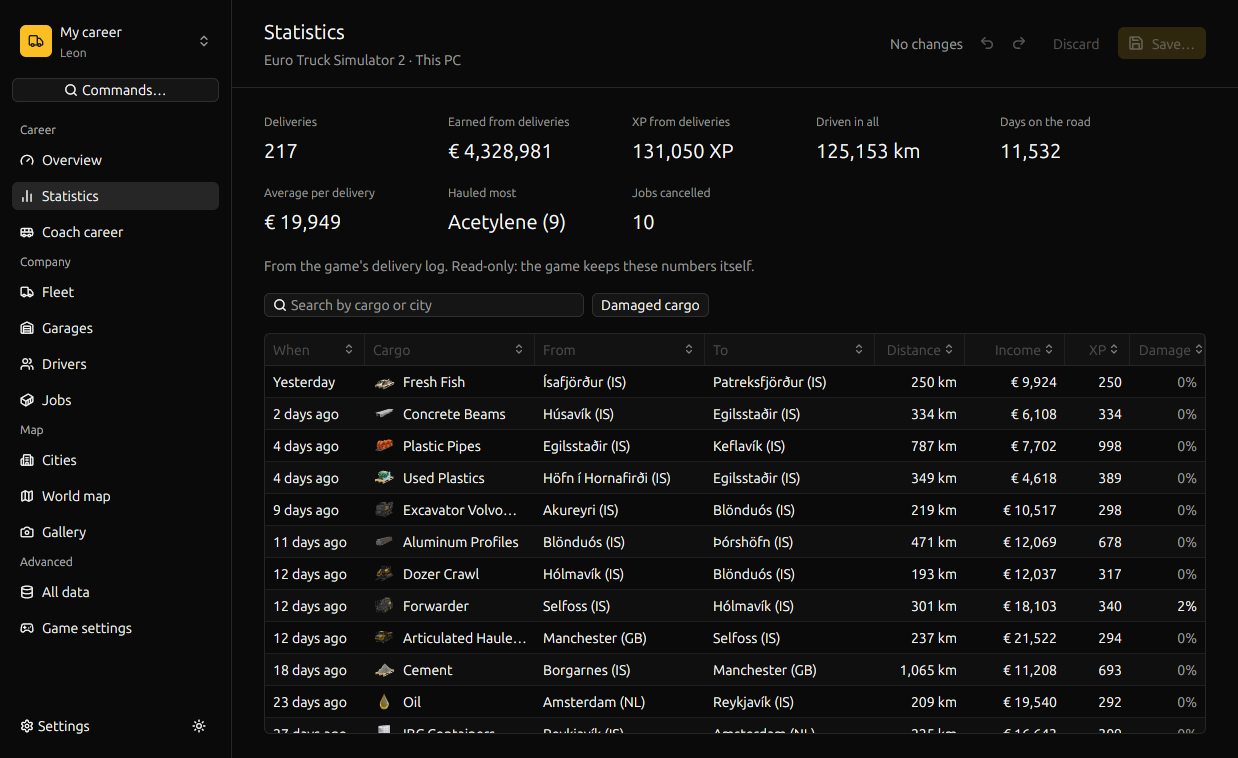 My career
Leon
Commands...
Career
Overview
Statistics
Coach career
Company
Fleet
Garages
Drivers
Jobs
Map
Cities
World map
Gallery
Advanced
All data
Game settings
Settings
Statistics
Euro Truck Simulator 2 · This PC
No changes
Discard
Save...
Deliveries
217
Earned from deliveries
€ 4,328,981
XP from deliveries
131,050 XP
Driven in all
125,153 km
Days on the road
11,532
Average per delivery
€ 19,949
Hauled most
Acetylene (9)
Jobs cancelled
10
From the game's delivery log. Read-only: the game keeps these numbers itself.
Search by cargo or city
Damaged cargo
When Cargo From To Distance Income XP Damage
Yesterday Fresh Fish Ísafjörður (IS) Patreksfjörður (IS) 250 km € 9,924 250 0%
2 days ago Concrete Beams Húsavík (IS) Egilsstaðir (IS) 334 km € 6,108 334 0%
4 days ago Plastic Pipes Egilsstaðir (IS) Keflavík (IS) 787 km € 7,702 998 0%
4 days ago Used Plastics Höfn í Hornafirði (IS) Egilsstaðir (IS) 349 km € 4,618 389 0%
9 days ago Excavator Volvo... Akureyri (IS) Blönduós (IS) 219 km € 10,517 298 0%
11 days ago Aluminum Profiles Blönduós (IS) Þórshöfn (IS) 471 km € 12,069 678 0%
12 days ago Dozer Crawl Hólmavík (IS) Blönduós (IS) 193 km € 12,037 317 0%
12 days ago Forwarder Selfoss (IS) Hólmavík (IS) 301 km € 18,103 340 2%
12 days ago Articulated Haule... Manchester (GB) Selfoss (IS) 237 km € 21,522 294 0%
18 days ago Cement Borgarnes (IS) Manchester (GB) 1,065 km € 11,208 693 0%
23 days ago Oil Amsterdam (NL) Reykjavík (IS) 209 km € 19,540 292 0%
27 days ago IBC Containers Reykjavík (IS) Amsterdam (NL) 0%